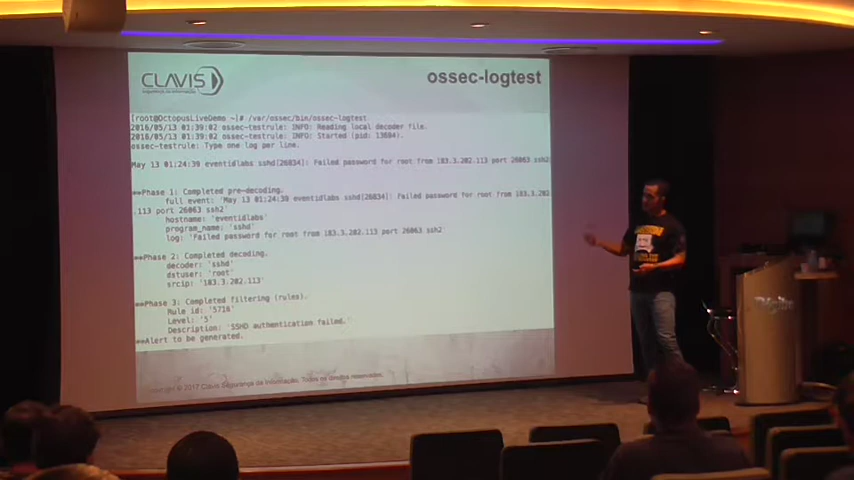 CLAVIS
segurança da informação
ossec-logtest
[root@OctopusLiveDemo ~]# /var/ossec/bin/ossec-logtest
2016/05/13 01:39:02 ossec-testrule: INFO: Reading local decoder file.
2016/05/13 01:39:02 ossec-testrule: INFO: Started (pid: 13884).
ossec-testrule: Type one log per line.
May 13 01:24:39 eventidlabs sshd[26834]: Failed password for root from 183.3.202.113 port 26063 ssh2
**Phase 1: Completed pre-decoding.
full event: 'May 13 01:24:39 eventidlabs sshd[26834]: Failed password for root from 183.3.202
.113 port 26063 ssh2'
hostname: 'eventidlabs'
program_name: 'sshd'
log: 'Failed password for root from 183.3.202.113 port 26063 ssh2'
**Phase 2: Completed decoding.
decoder: 'sshd'
dstuser: 'root'
srcip: '183.3.202.113'
**Phase 3: Completed filtering (rules).
Rule id: '5716'
Level: '5'
Description: 'SSHD authentication failed.'
**Alert to be generated.
Copyright © 2017 Clavis Segurança da Informação. Todos os direitos reservados.